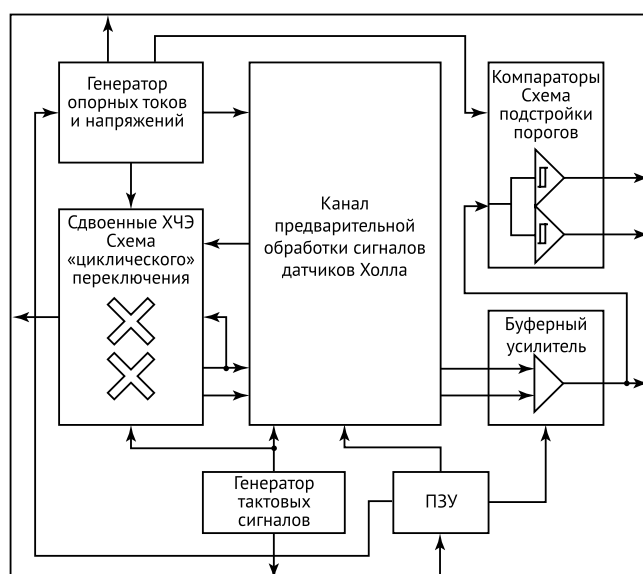 Генератор
опорных токов
и напряжений
Компараторы
Схема
подстройки
порогов
Канал
предварительной
обработки сигналов
датчиков Холла
Сдвоенные ХЧЭ
Схема
«циклического»
переключения
Буферный
усилитель
Генератор
тактовых
сигналов
ПЗУ